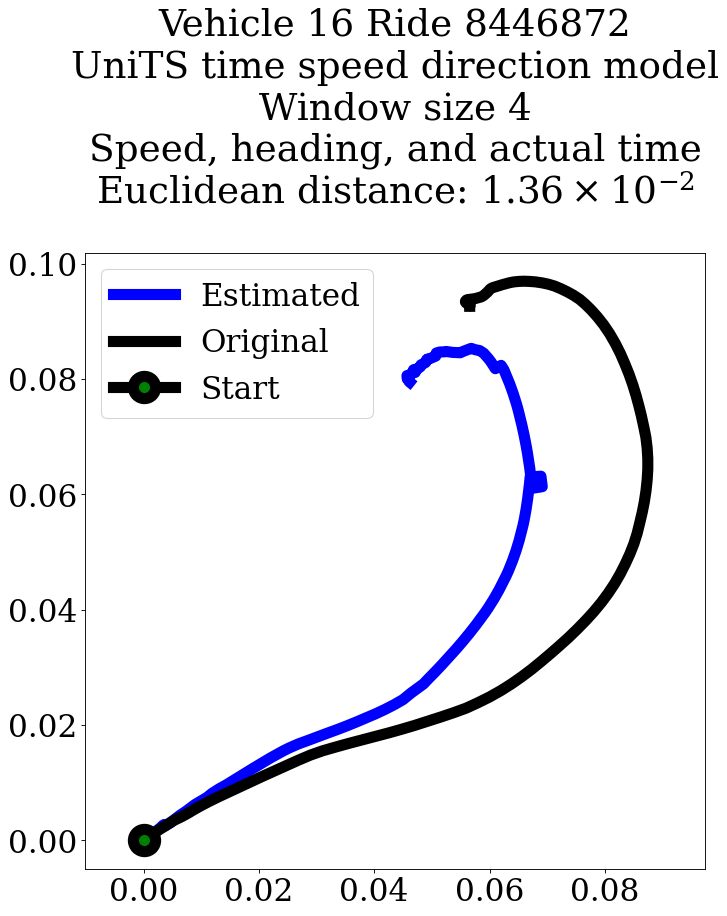 Vehicle 16 Ride 8446872
UniTS time speed direction model
Window size 4
Speed, heading, and actual time
Euclidean distance: 1.36 × 10⁻²
0.10
0.08
0.06
0.04
0.02
0.00
Estimated
Original
Start
0.00 0.02 0.04 0.06 0.08